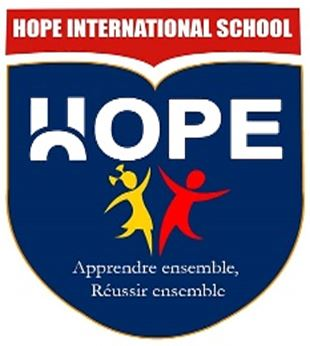 HOPE INTERNATIONAL SCHOOL
HOPE
Apprendre ensemble,
Réussir ensemble